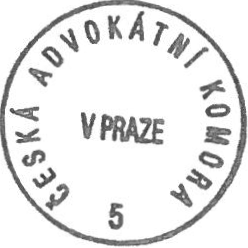 ČESKÁ ADVOKÁTNÍ KOMORA
V PRAZE
5